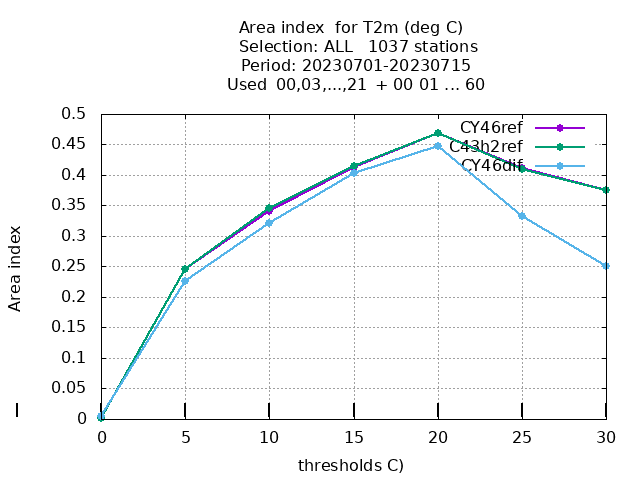 Area index  for T2m (deg C)
Selection: ALL   1037 stations
Period: 20230701-20230715
Used  00,03,...,21  + 00 01 ... 60
0.5
0.45
0.4
0.35
0.3
0.25
0.2
0.15
0.1
0.05
0
Area index
CY46ref
C43h2ref
CY46dif
0 5 10 15 20 25 30
thresholds C)